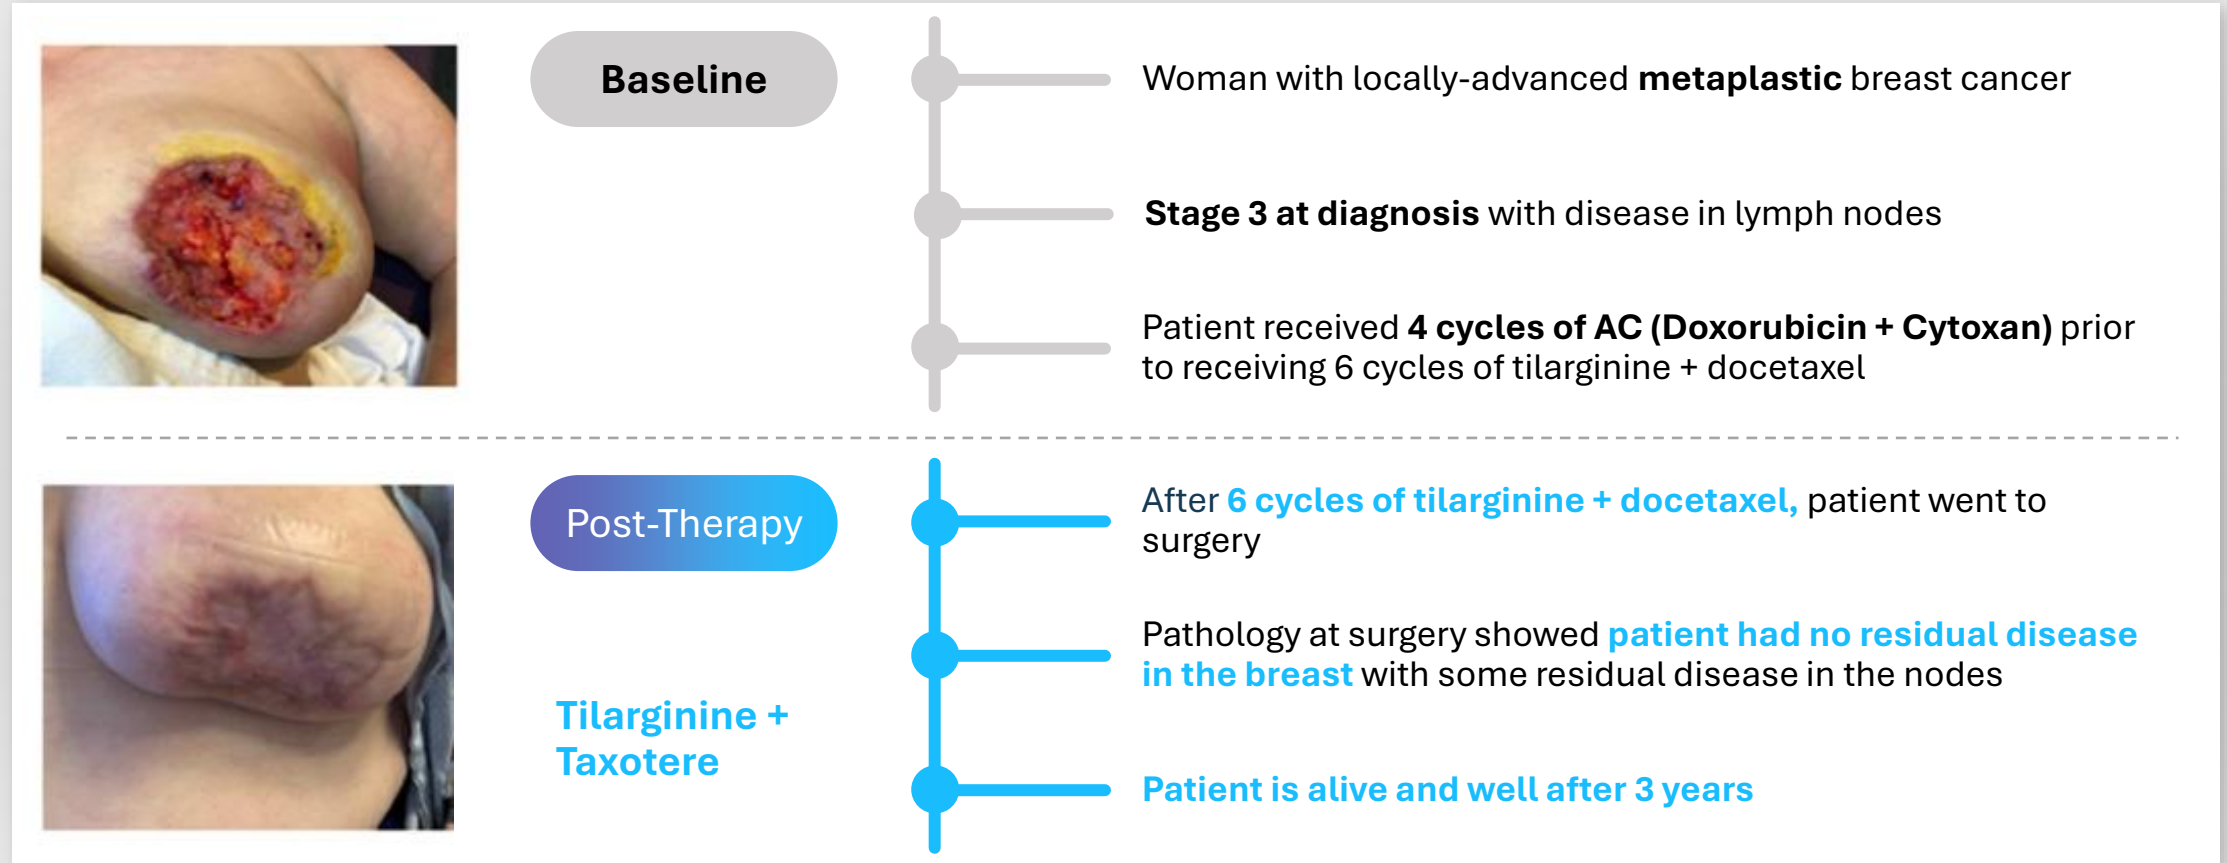 Baseline
Woman with locally-advanced metaplastic breast cancer
Stage 3 at diagnosis with disease in lymph nodes
Patient received 4 cycles of AC (Doxorubicin + Cytoxan) prior
to receiving 6 cycles of tilarginine + docetaxel
Post-Therapy
Tilarginine +
Taxotere
After 6 cycles of tilarginine + docetaxel, patient went to
surgery
Pathology at surgery showed patient had no residual disease
in the breast with some residual disease in the nodes
Patient is alive and well after 3 years